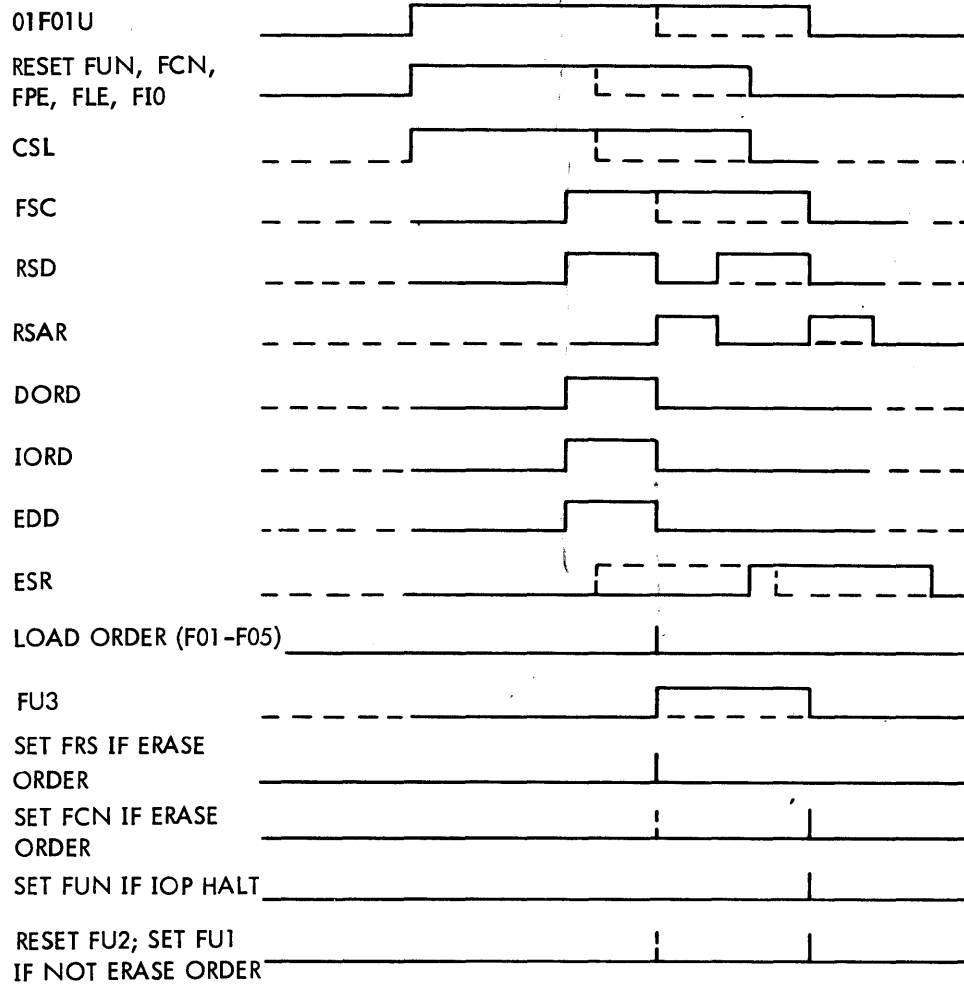 01F01U
RESET FUN, FCN,
FPE, FLE, FI0
CSL
FSC
RSD
RSAR
DORD
IORD
EDD
ESR
LOAD ORDER (F01-F05)
FU3
SET FRS IF ERASE
ORDER
SET FCN IF ERASE
ORDER
SET FUN IF IOP HALT
RESET FU2; SET FU1
IF NOT ERASE ORDER